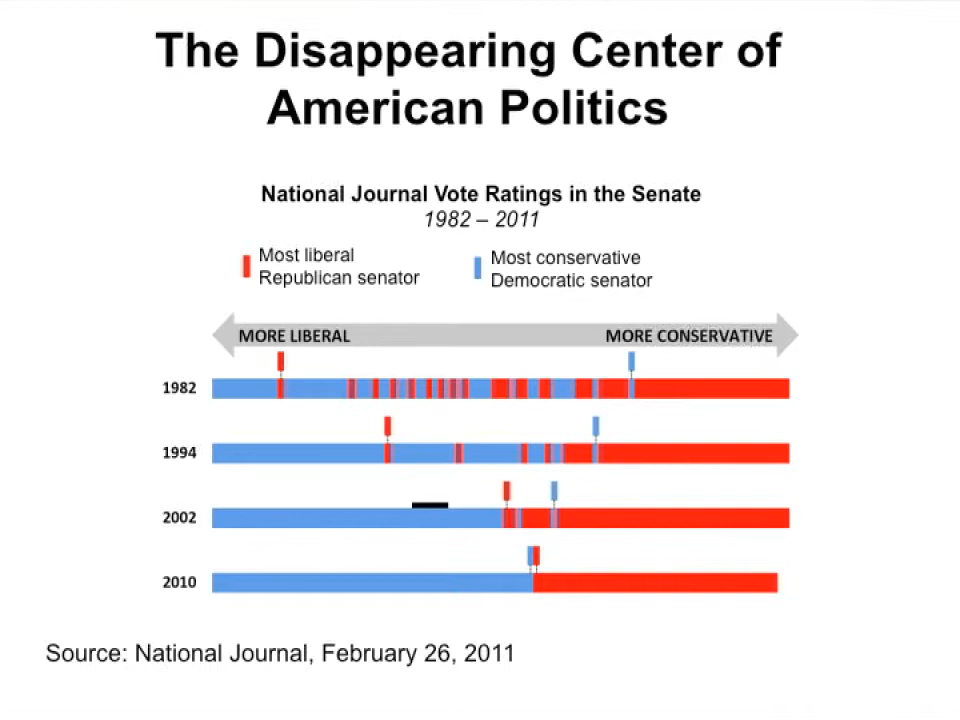 The Disappearing Center of
American Politics
National Journal Vote Ratings in the Senate
1982 – 2011
Most liberal
Republican senator
Most conservative
Democratic senator
MORE LIBERAL
MORE CONSERVATIVE
1982
1994
2002
2010
Source: National Journal, February 26, 2011